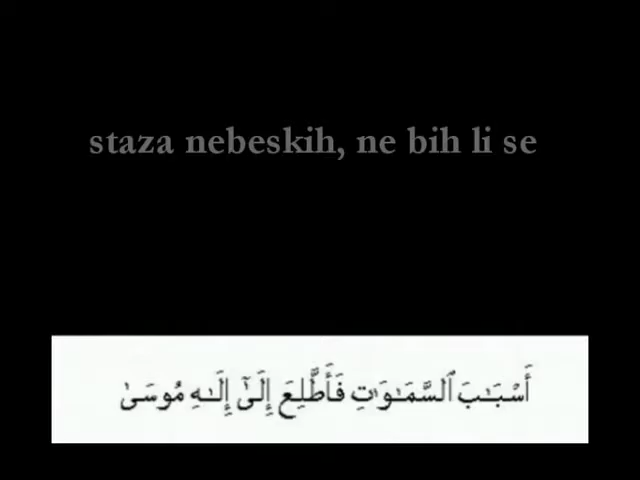 staza nebeskih, ne bih li se
أَسْبَـٰبَ ٱلسَّمَـٰوَٰتِ فَأَطَّلِعَ إِلَىٰٓ إِلَـٰهِ مُوسَىٰ